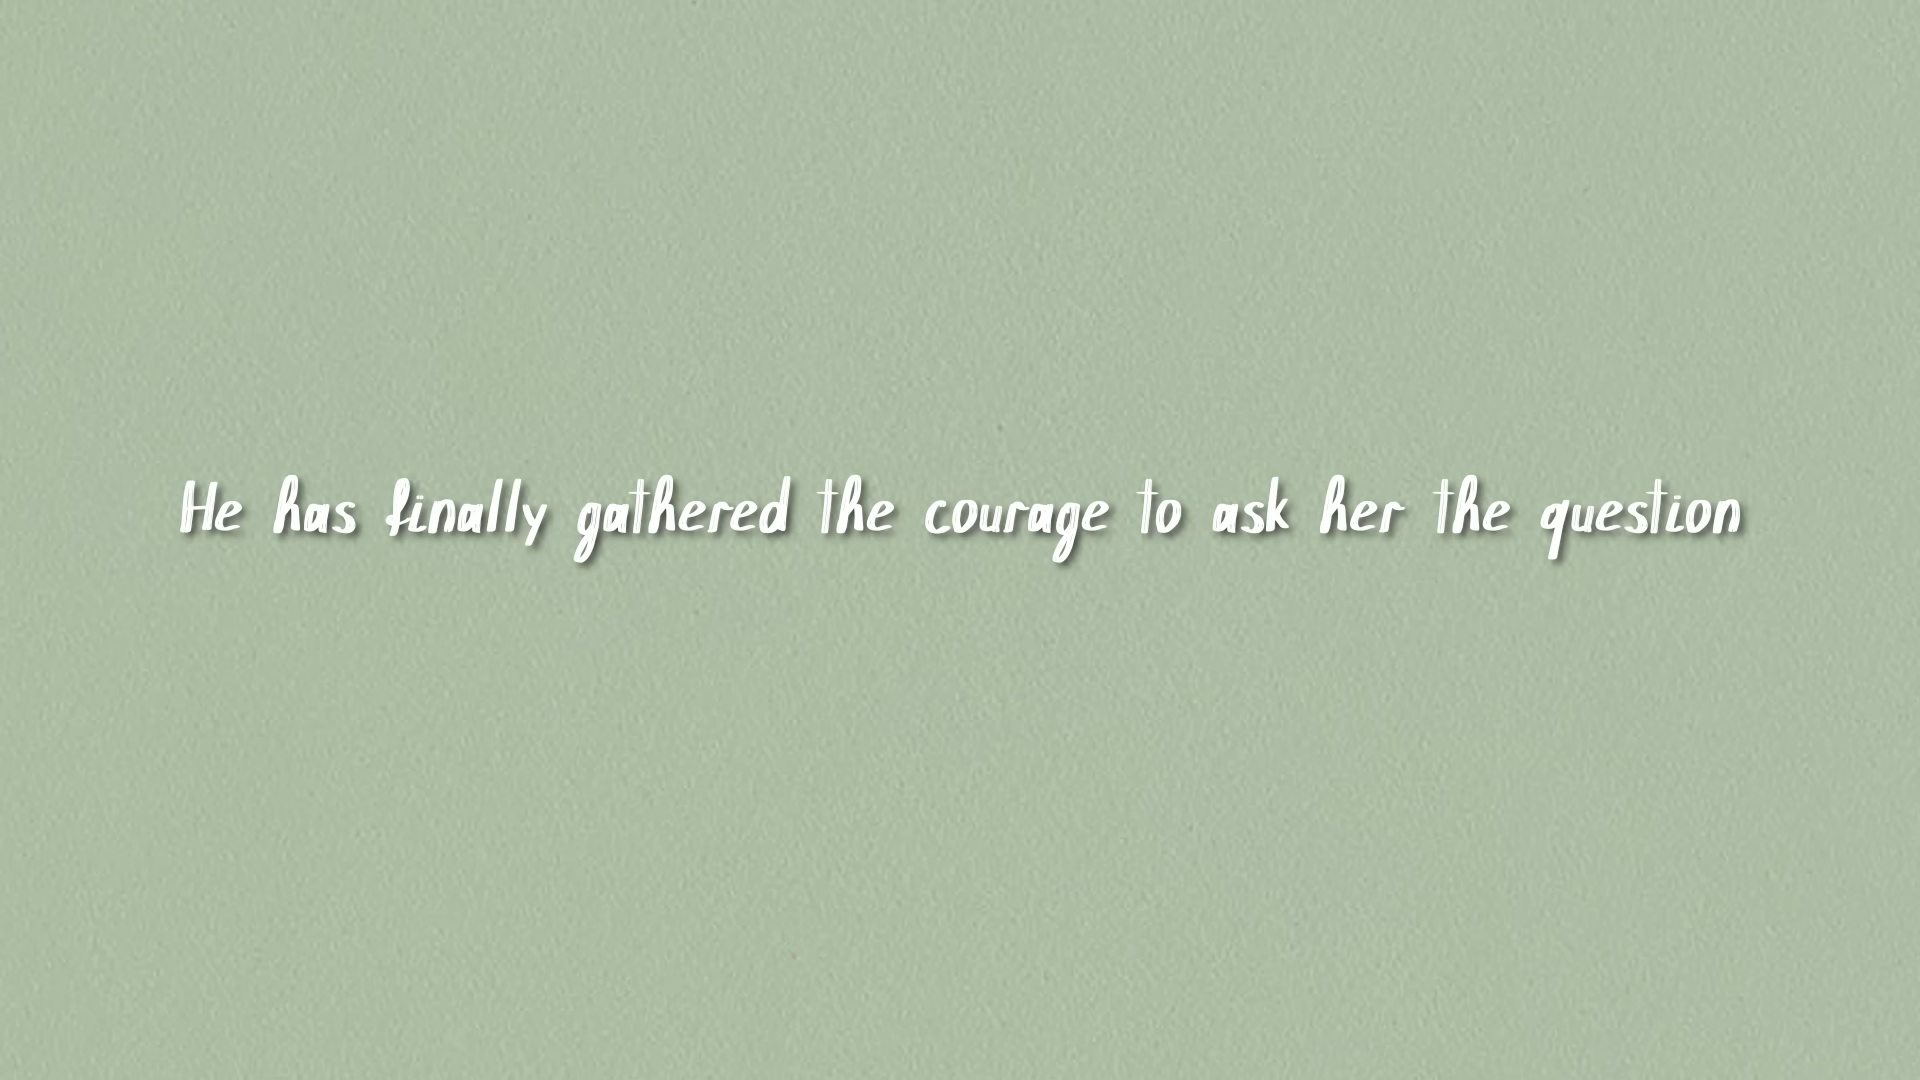 He has finally gathered the courage to ask her the question